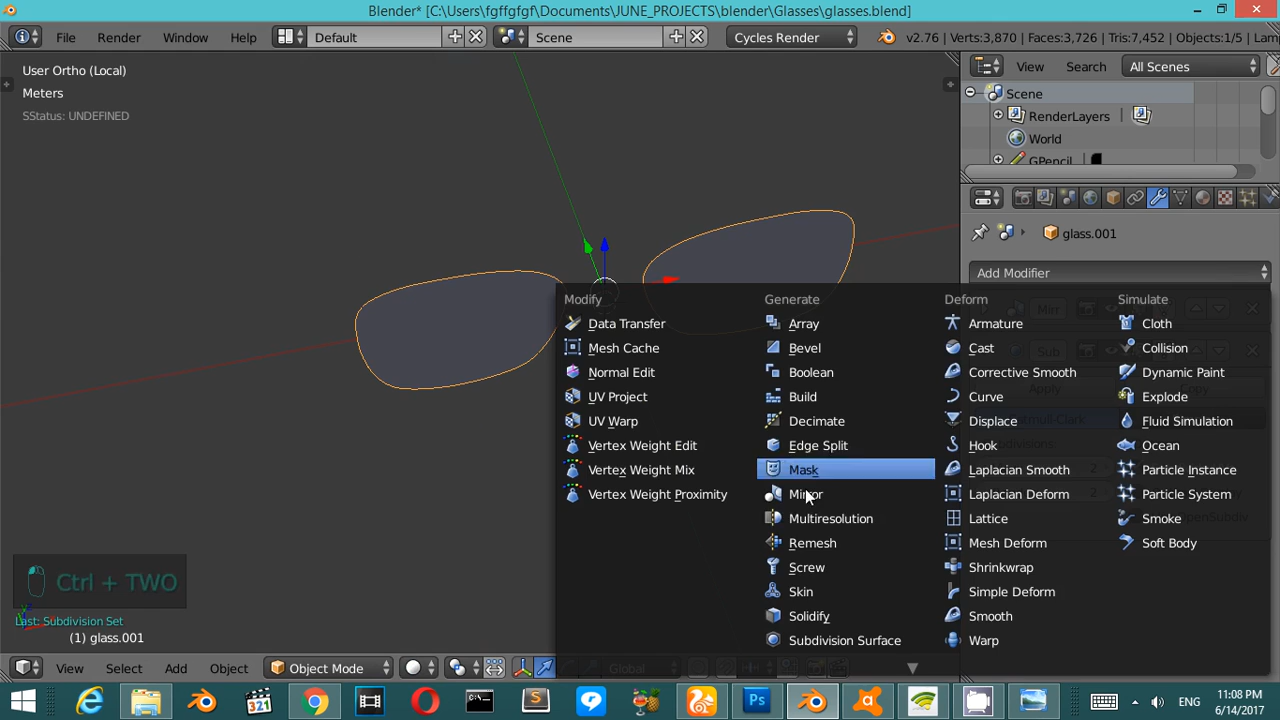 Blender* [C:\Users\fgffgfgf\Documents\JUNE_PROJECTS\blender\Glasses\glasses.blend]
File Render Window Help Default Scene Cycles Render v2.76 | Verts:3,870 | Faces:3,726 | Tris:7,452 | Objects:1/5 | Lamp
User Ortho (Local)
Meters
SStatus: UNDEFINED
View Search All Scenes
Scene
RenderLayers
World
GPencil
glass.001
Add Modifier
Modify
Data Transfer
Mesh Cache
Normal Edit
UV Project
UV Warp
Vertex Weight Edit
Vertex Weight Mix
Vertex Weight Proximity
Generate
Array
Bevel
Boolean
Build
Decimate
Edge Split
Mask
Mirror
Multiresolution
Remesh
Screw
Skin
Solidify
Subdivision Surface
Deform
Armature
Cast
Corrective Smooth
Curve
Displace
Hook
Laplacian Smooth
Laplacian Deform
Lattice
Mesh Deform
Shrinkwrap
Simple Deform
Smooth
Warp
Simulate
Cloth
Collision
Dynamic Paint
Explode
Fluid Simulation
Ocean
Particle Instance
Particle System
Smoke
Soft Body
Ctrl + TWO
Last: Subdivision Set
(1) glass.001
View Select Add Object Object Mode Global
ENG
11:08 PM
6/14/2017